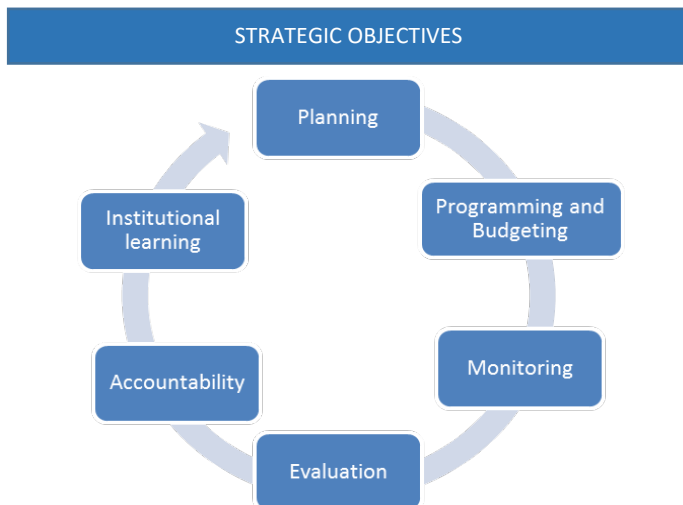 STRATEGIC OBJECTIVES
Planning
Programming and
Budgeting
Monitoring
Evaluation
Accountability
Institutional
learning